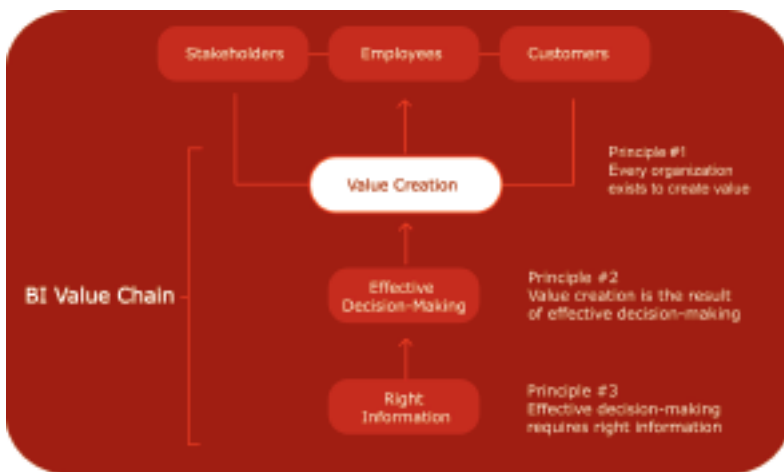 Stakeholders
Employees
Customers
Value Creation
Principle #1
Every organization
exists to create value
BI Value Chain
Effective
Decision-Making
Principle #2
Value creation is the result
of effective decision-making
Right
Information
Principle #3
Effective decision-making
requires right information